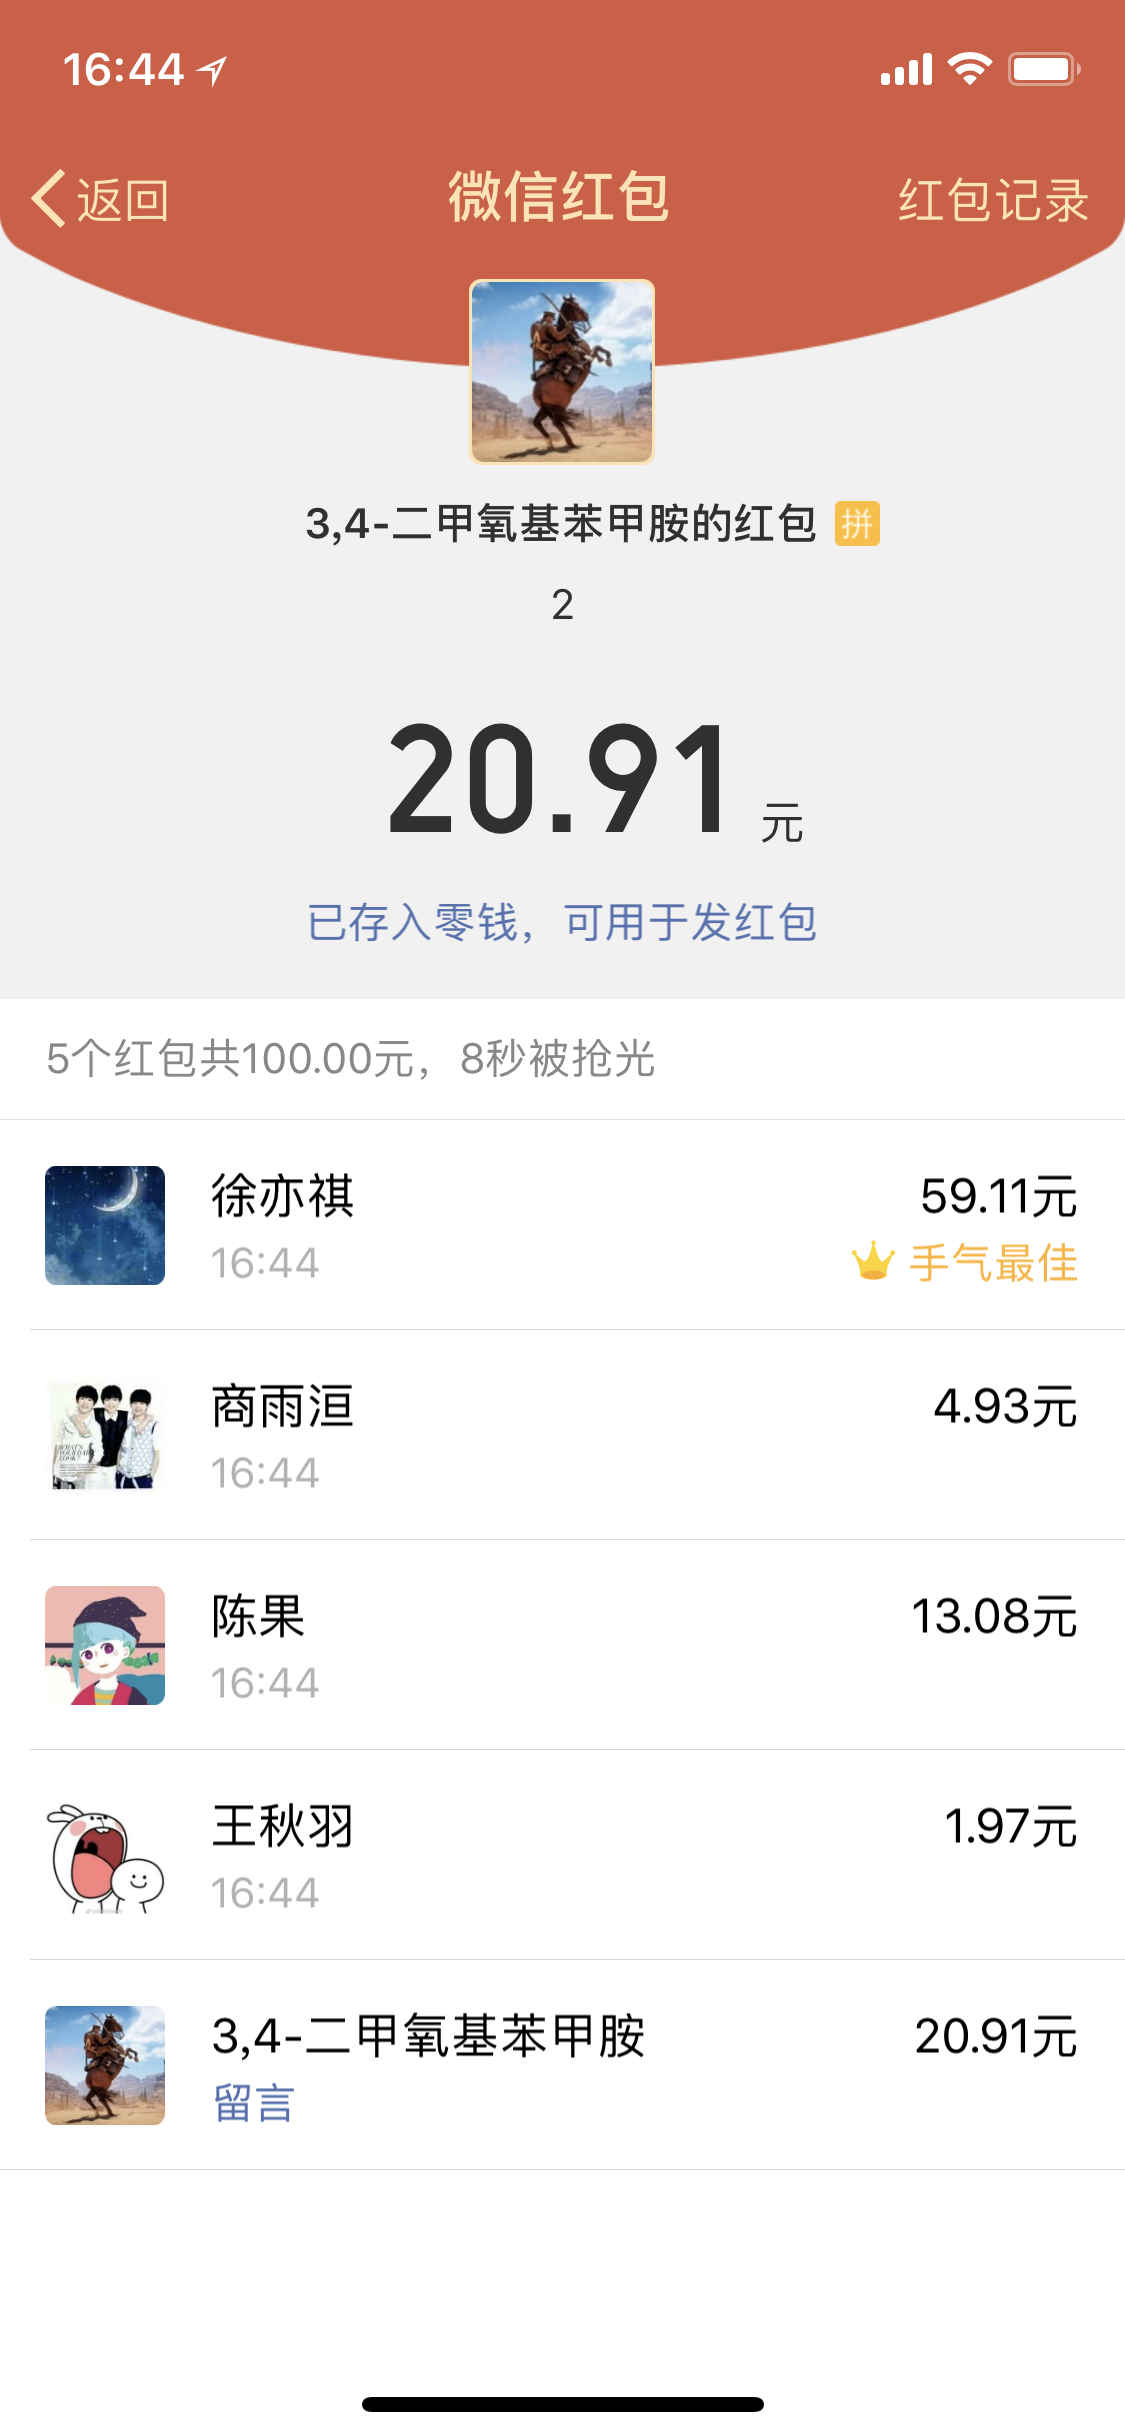 16:44
返回
微信红包
红包记录
3,4-二甲氧基苯甲胺的红包 拼
2
20.91 元
已存入零钱，可用于发红包
5个红包共100.00元，8秒被抢光
徐亦祺
59.11元
16:44
手气最佳
商雨洹
4.93元
16:44
陈果
13.08元
16:44
王秋羽
1.97元
16:44
3,4-二甲氧基苯甲胺
20.91元
留言